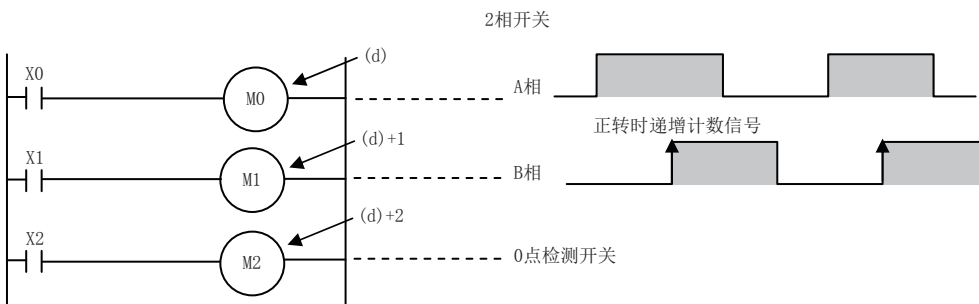 2相开关
X0
M0
(d)
A相
正转时递增计数信号
X1
M1
(d)+1
B相
X2
M2
(d)+2
0点检测开关